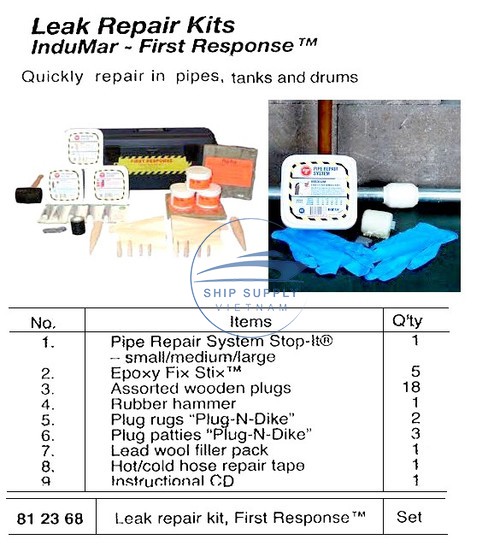 Leak Repair Kits
InduMar - First Response™
Quickly repair in pipes, tanks and drums
FIRST RESPONSE
PIPE REPAIR
SYSTEM
SHIP SUPPLY
VIETNAM
No. Items Q'ty
1. Pipe Repair System Stop-It® 1
– small/medium/large
2. Epoxy Fix Stix™ 5
3. Assorted wooden plugs 18
4. Rubber hammer 1
5. Plug rugs “Plug-N-Dike” 2
6. Plug patties “Plug-N-Dike” 3
7. Lead wool filler pack 1
8. Hot/cold hose repair tape 1
9 Instructional CD 1
81 23 68 Leak repair kit, First Response™ Set